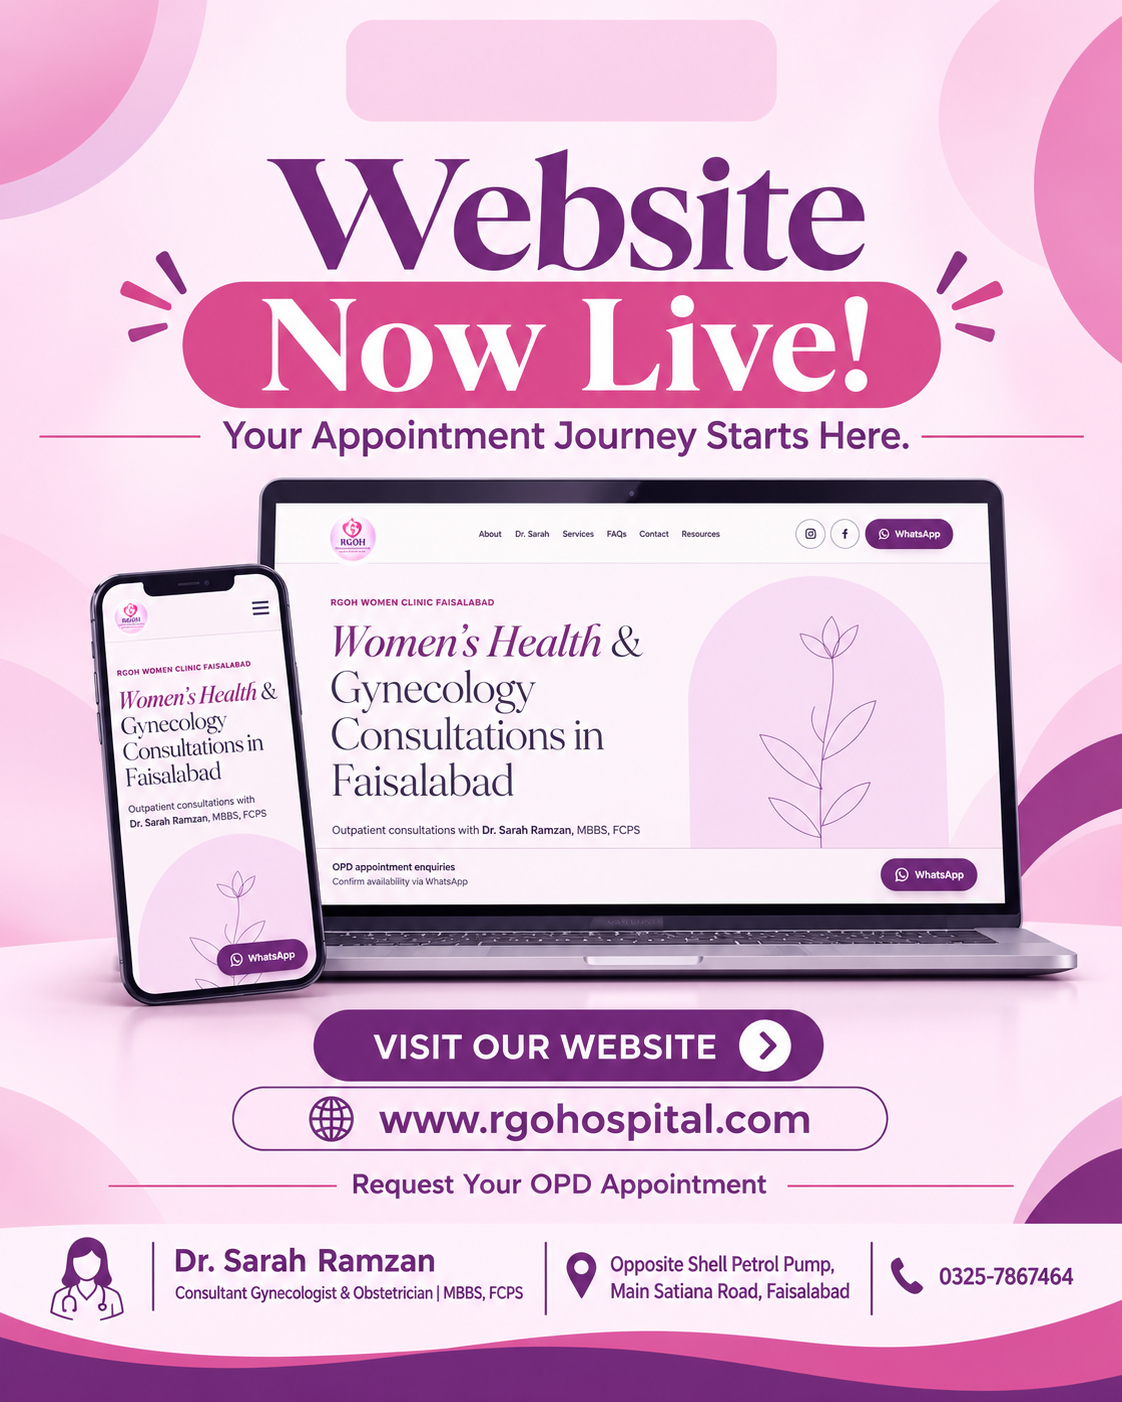 Website
Now Live!
Your Appointment Journey Starts Here.
RGOH
About Dr. Sarah Services FAQs Contact Resources
WhatsApp
RGOH WOMEN CLINIC FAISALABAD
Women's Health &
Gynecology
Consultations in
Faisalabad
Outpatient consultations with Dr. Sarah Ramzan, MBBS, FCPS
OPD appointment enquiries
Confirm availability via WhatsApp
WhatsApp
RGOH
RGOH WOMEN CLINIC FAISALABAD
Women's Health &
Gynecology
Consultations in
Faisalabad
Outpatient consultations with
Dr. Sarah Ramzan, MBBS, FCPS
WhatsApp
VISIT OUR WEBSITE
www.rgohospital.com
Request Your OPD Appointment
Dr. Sarah Ramzan
Consultant Gynecologist & Obstetrician | MBBS, FCPS
Opposite Shell Petrol Pump,
Main Satiana Road, Faisalabad
0325-7867464